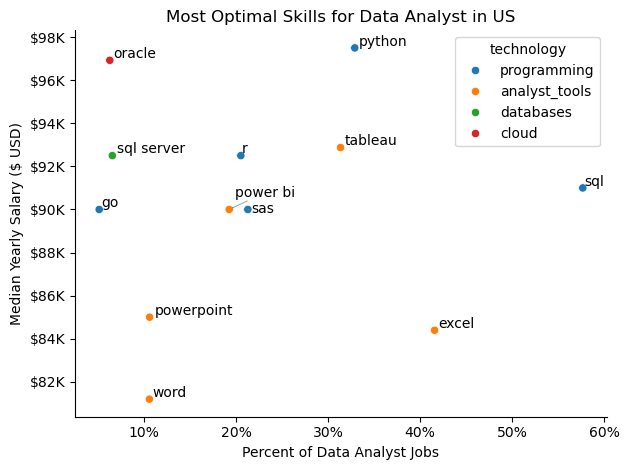 Most Optimal Skills for Data Analyst in US
$98K
$96K
$94K
$92K
$90K
$88K
$86K
$84K
$82K
Median Yearly Salary ($ USD)
oracle
python
technology
programming
analyst_tools
databases
cloud
sql server
r
tableau
power bi
go
sas
sql
powerpoint
excel
word
10%
20%
30%
40%
50%
60%
Percent of Data Analyst Jobs